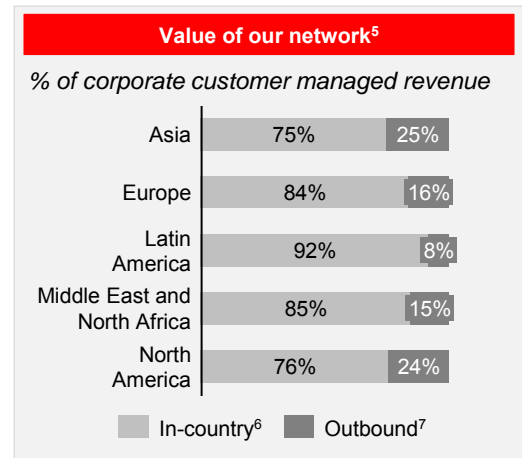 Value of our network⁵
% of corporate customer managed revenue
Asia 75% 25%
Europe 84% 16%
Latin
America 92% 8%
Middle East and
North Africa 85% 15%
North
America 76% 24%
In-country⁶ Outbound⁷